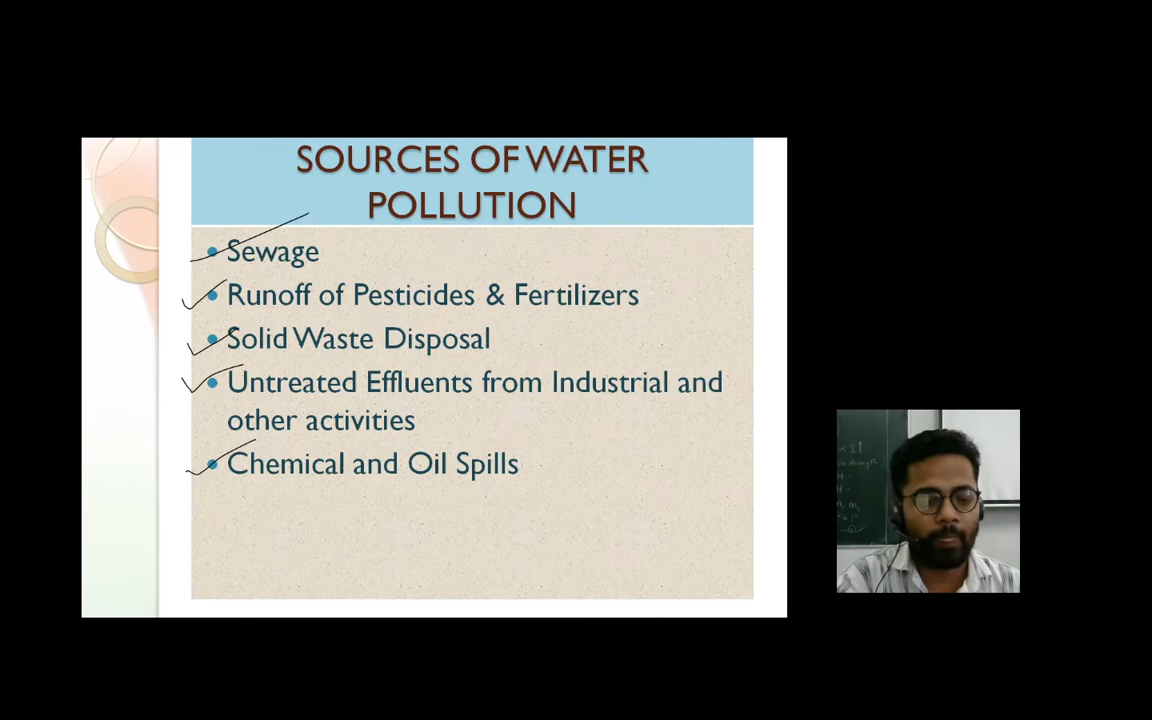 SOURCES OF WATER
POLLUTION
• Sewage
• Runoff of Pesticides & Fertilizers
• Solid Waste Disposal
• Untreated Effluents from Industrial and
other activities
• Chemical and Oil Spills